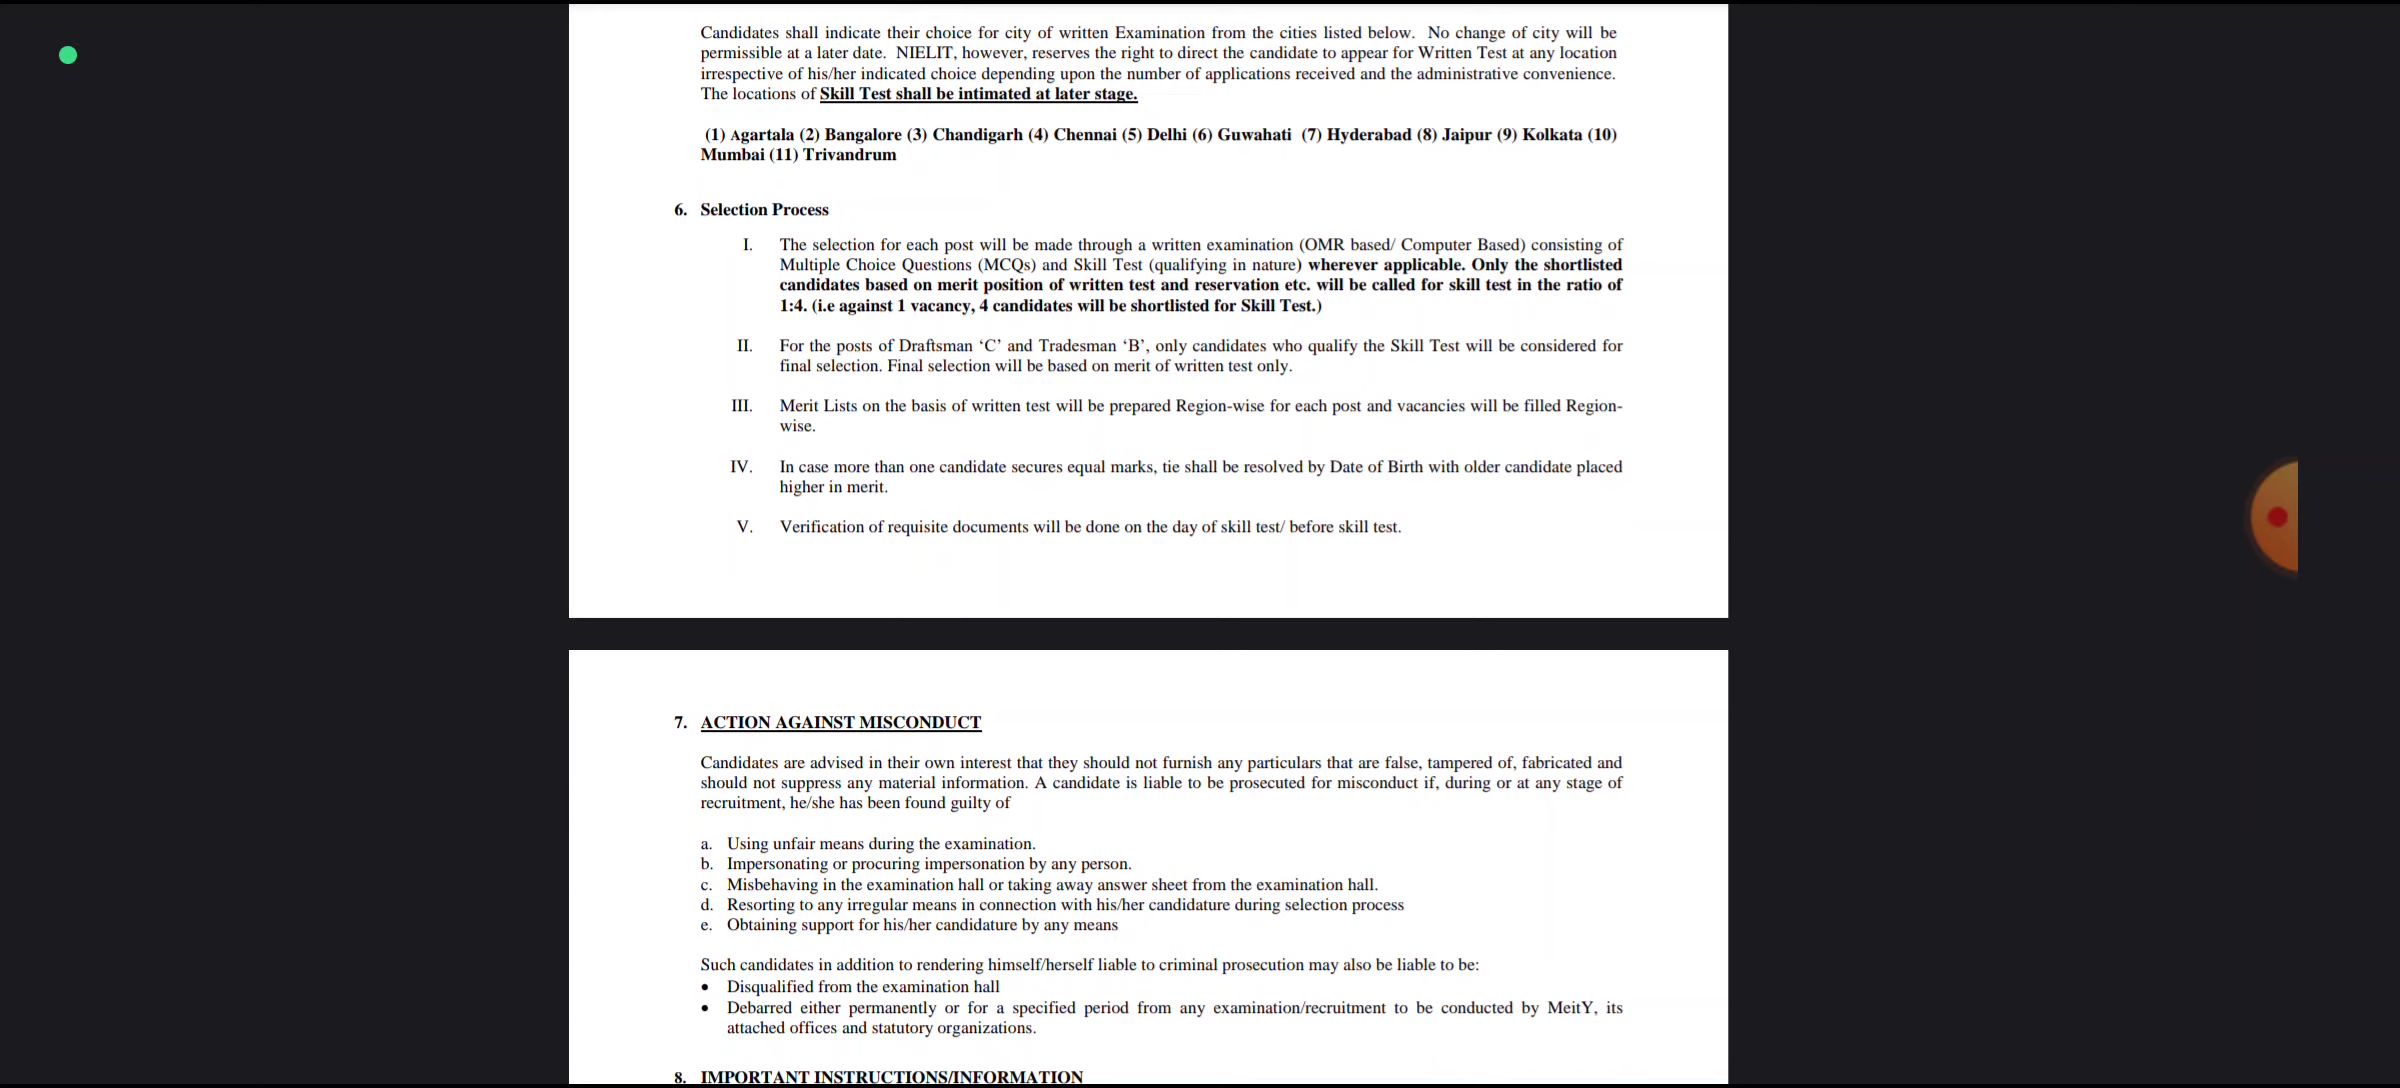 Candidates shall indicate their choice for city of written Examination from the cities listed below. No change of city will be
permissible at a later date. NIELIT, however, reserves the right to direct the candidate to appear for Written Test at any location
irrespective of his/her indicated choice depending upon the number of applications received and the administrative convenience.
The locations of Skill Test shall be intimated at later stage.
(1) Agartala (2) Bangalore (3) Chandigarh (4) Chennai (5) Delhi (6) Guwahati (7) Hyderabad (8) Jaipur (9) Kolkata (10)
Mumbai (11) Trivandrum
6. Selection Process
I. The selection for each post will be made through a written examination (OMR based/ Computer Based) consisting of
Multiple Choice Questions (MCQs) and Skill Test (qualifying in nature) wherever applicable. Only the shortlisted
candidates based on merit position of written test and reservation etc. will be called for skill test in the ratio of
1:4. (i.e against 1 vacancy, 4 candidates will be shortlisted for Skill Test.)
II. For the posts of Draftsman ‘C’ and Tradesman ‘B’, only candidates who qualify the Skill Test will be considered for
final selection. Final selection will be based on merit of written test only.
III. Merit Lists on the basis of written test will be prepared Region-wise for each post and vacancies will be filled Region-
wise.
IV. In case more than one candidate secures equal marks, tie shall be resolved by Date of Birth with older candidate placed
higher in merit.
V. Verification of requisite documents will be done on the day of skill test/ before skill test.
7. ACTION AGAINST MISCONDUCT
Candidates are advised in their own interest that they should not furnish any particulars that are false, tampered of, fabricated and
should not suppress any material information. A candidate is liable to be prosecuted for misconduct if, during or at any stage of
recruitment, he/she has been found guilty of
a. Using unfair means during the examination.
b. Impersonating or procuring impersonation by any person.
c. Misbehaving in the examination hall or taking away answer sheet from the examination hall.
d. Resorting to any irregular means in connection with his/her candidature during selection process
e. Obtaining support for his/her candidature by any means
Such candidates in addition to rendering himself/herself liable to criminal prosecution may also be liable to be:
• Disqualified from the examination hall
• Debarred either permanently or for a specified period from any examination/recruitment to be conducted by MeitY, its
attached offices and statutory organizations.
8. IMPORTANT INSTRUCTIONS/INFORMATION